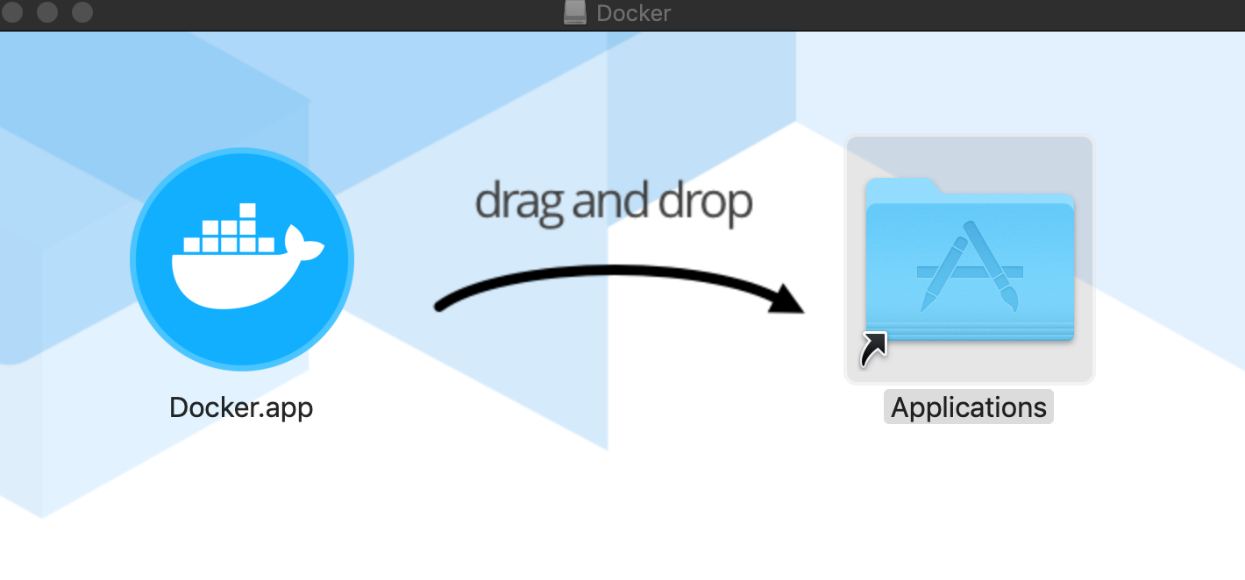 Docker
drag and drop
Docker.app
Applications